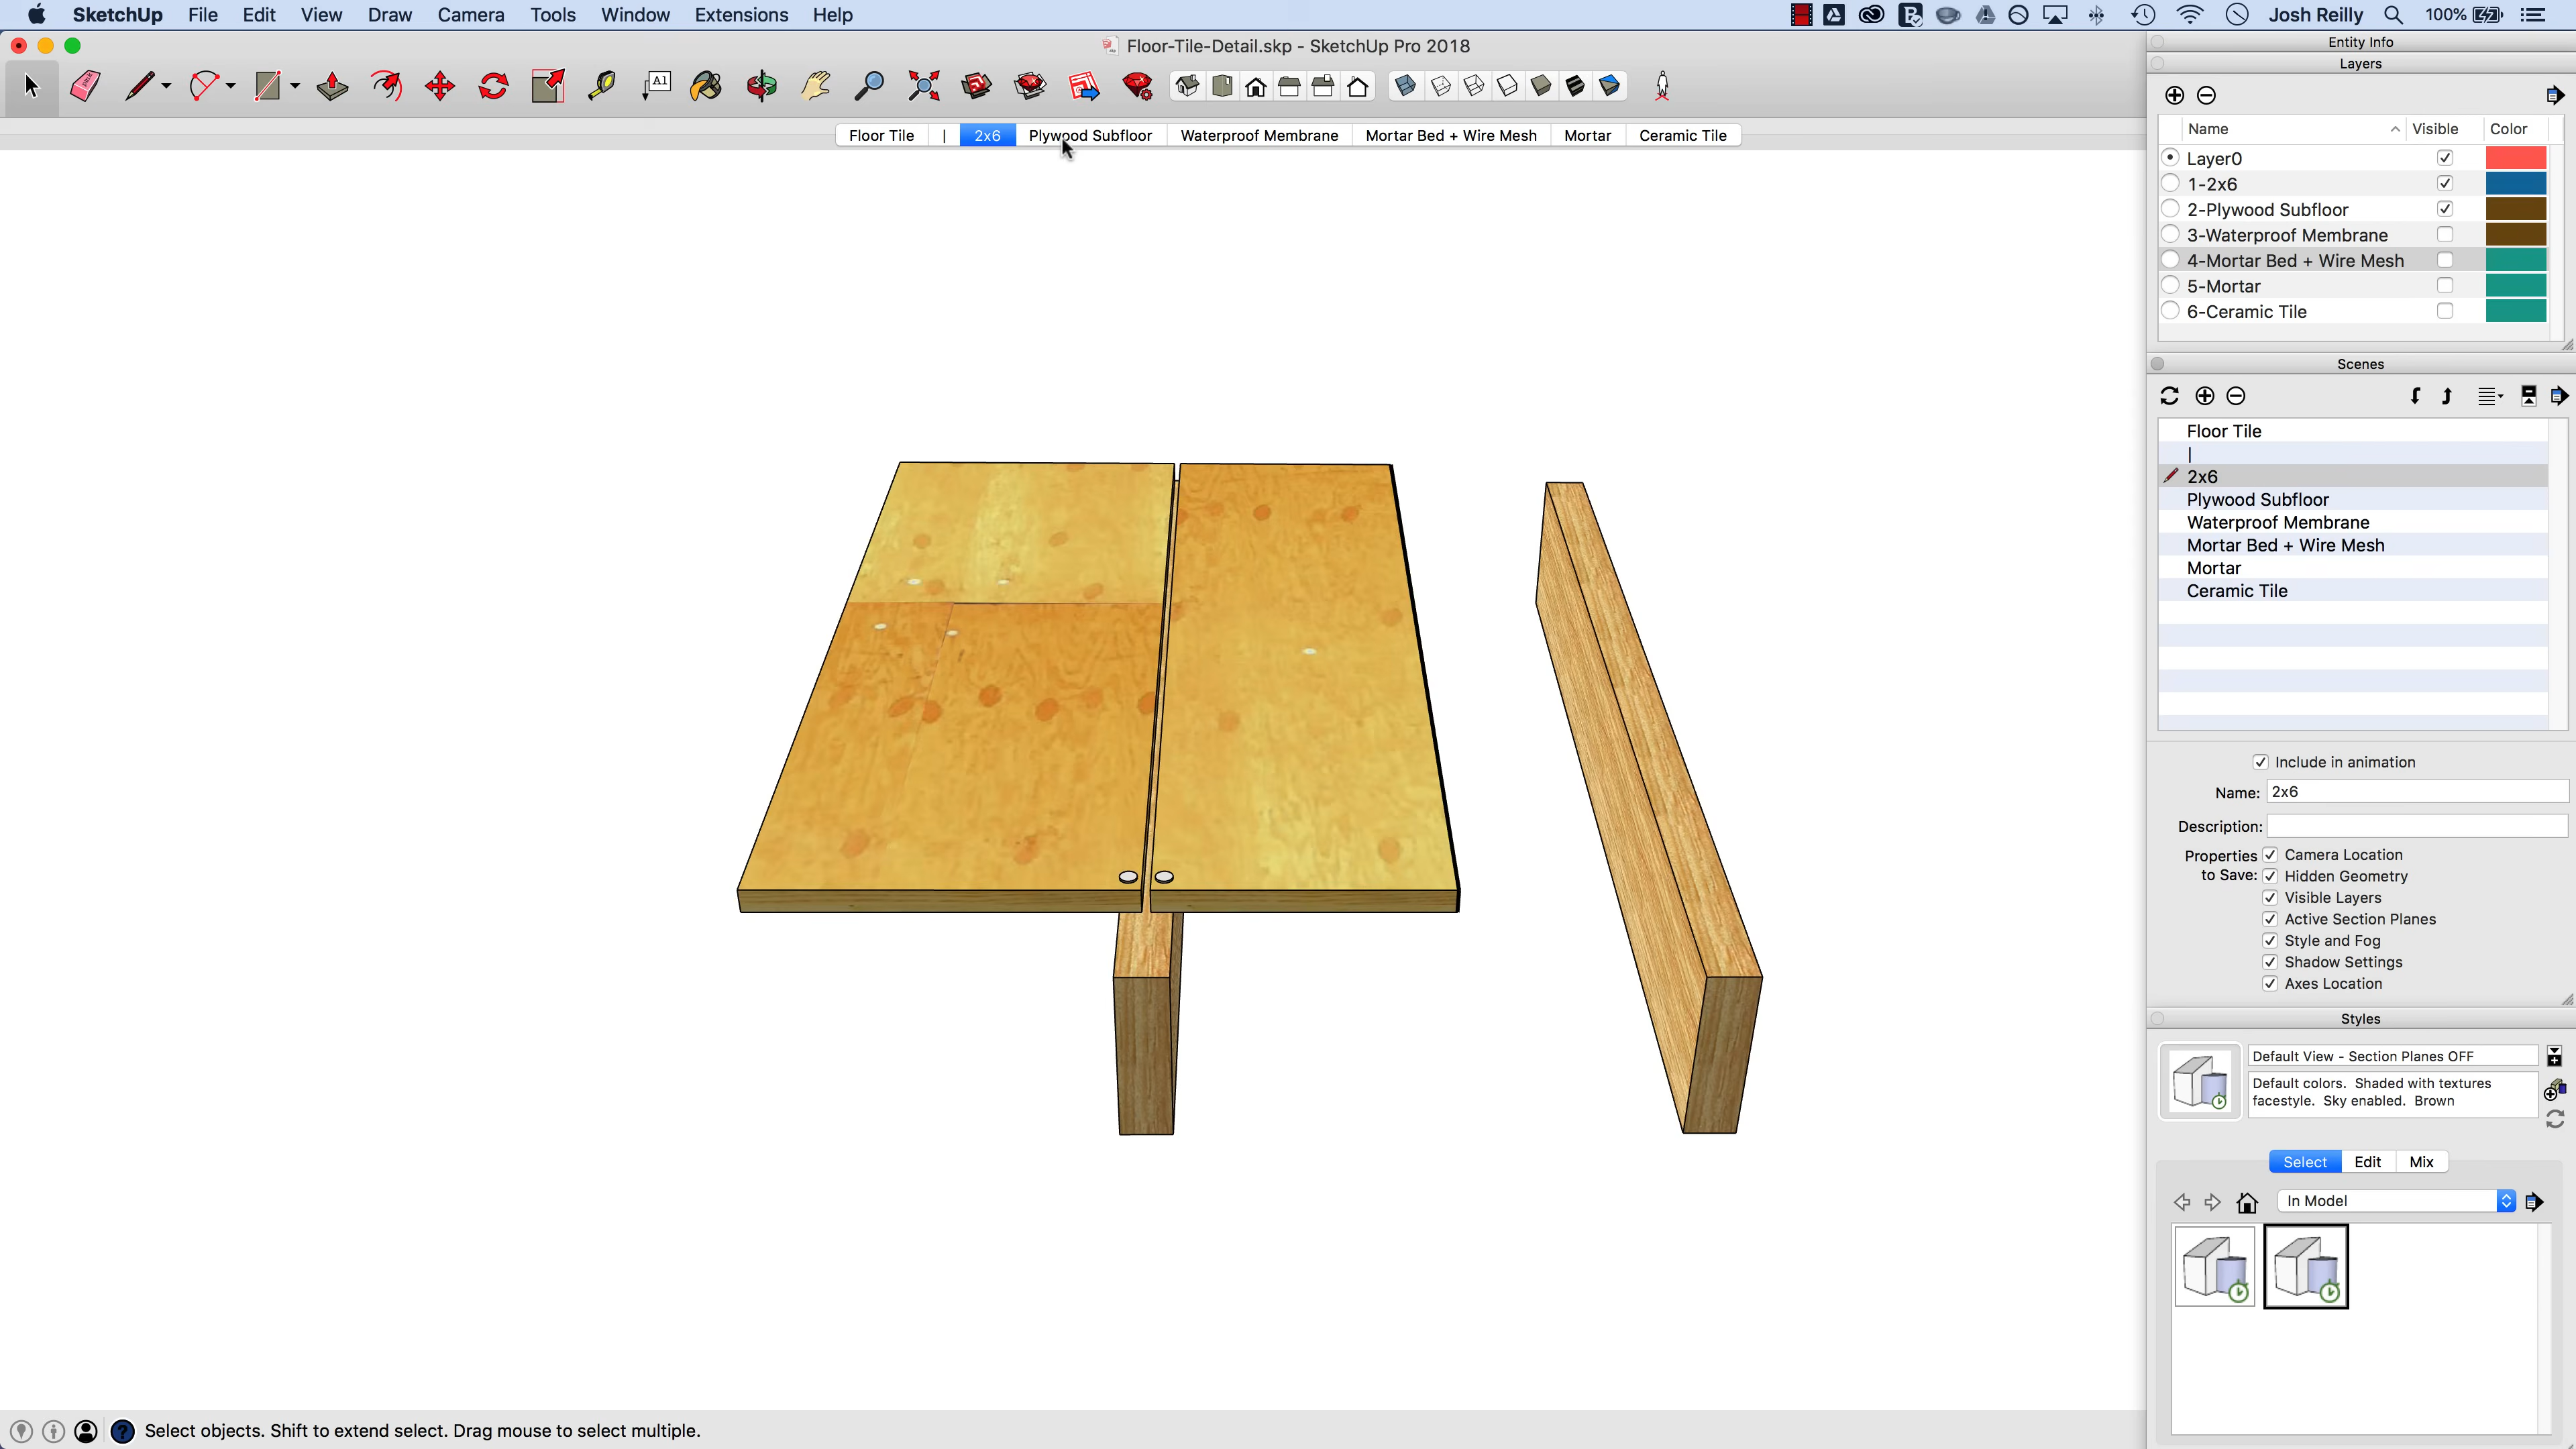 SketchUp File Edit View Draw Camera Tools Window Extensions Help Josh Reilly 100%
Floor-Tile-Detail.skp - SketchUp Pro 2018
A1
Floor Tile | 2x6 Plywood Subfloor Waterproof Membrane Mortar Bed + Wire Mesh Mortar Ceramic Tile
Entity Info
Layers
Name Visible Color
Layer0
1-2x6
2-Plywood Subfloor
3-Waterproof Membrane
4-Mortar Bed + Wire Mesh
5-Mortar
6-Ceramic Tile
Scenes
Floor Tile
|
2x6
Plywood Subfloor
Waterproof Membrane
Mortar Bed + Wire Mesh
Mortar
Ceramic Tile
Include in animation
Name: 2x6
Description:
Properties to Save:
Camera Location
Hidden Geometry
Visible Layers
Active Section Planes
Style and Fog
Shadow Settings
Axes Location
Styles
Default View - Section Planes OFF
Default colors. Shaded with textures
facestyle. Sky enabled. Brown
Select Edit Mix
In Model
Select objects. Shift to extend select. Drag mouse to select multiple.